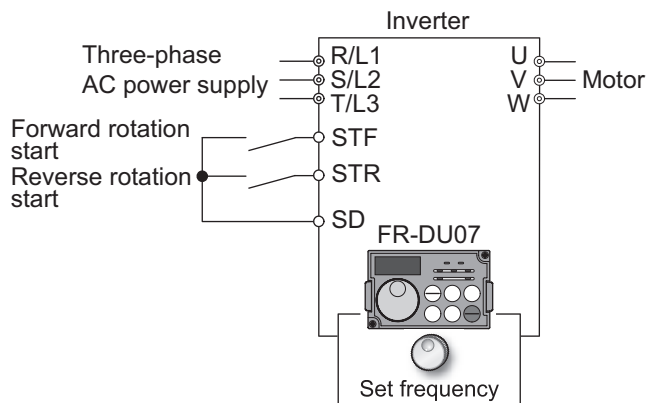 Inverter
Three-phase
AC power supply
R/L1
S/L2
T/L3
U
V
W
Motor
Forward rotation
start
STF
Reverse rotation
start
STR
SD
FR-DU07
Set frequency